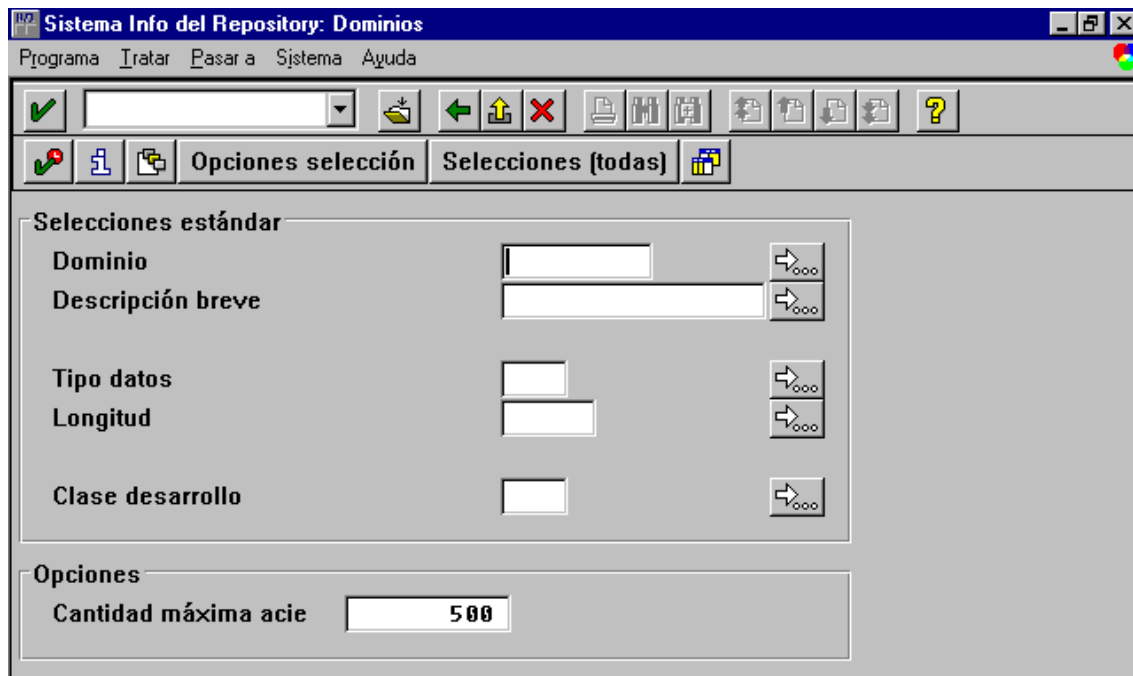 Sistema Info del Repository: Dominios
Programa Tratar Pasar a Sistema Ayuda
Opciones selección Selecciones (todas)
Selecciones estándar
Dominio
Descripción breve
Tipo datos
Longitud
Clase desarrollo
Opciones
Cantidad máxima acie 500